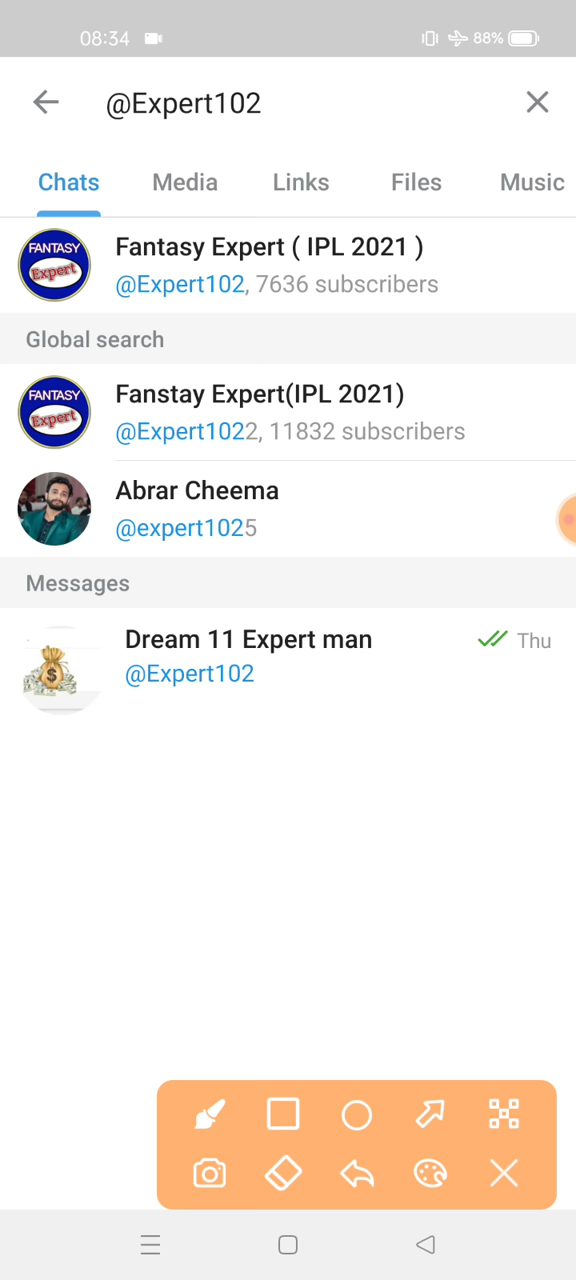 08:34 88%
@Expert102
Chats Media Links Files Music
FANTASY
Expert
Fantasy Expert ( IPL 2021 )
@Expert102, 7636 subscribers
Global search
FANTASY
Expert
Fanstay Expert(IPL 2021)
@Expert1022, 11832 subscribers
Abrar Cheema
@expert1025
Messages
$
Dream 11 Expert man Thu
@Expert102